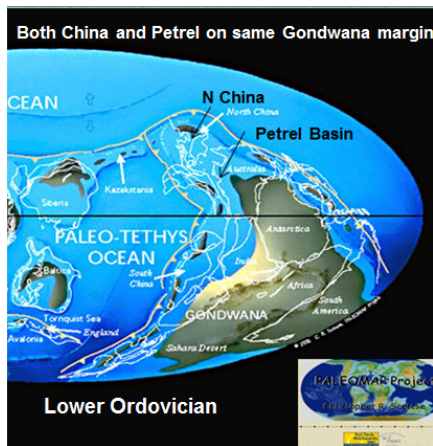 Both China and Petrel on same Gondwana margin
CEAN
N China
North China
Petrel Basin
Kazakstania
Australia
Siberia
Antarctica
PALEO-TETHYS
OCEAN
South
China
Baltica
Africa
South
America
GONDWANA
Tornquist Sea
England
Avalonia
Sahara Desert
Lower Ordovician
PALEOMAP Project